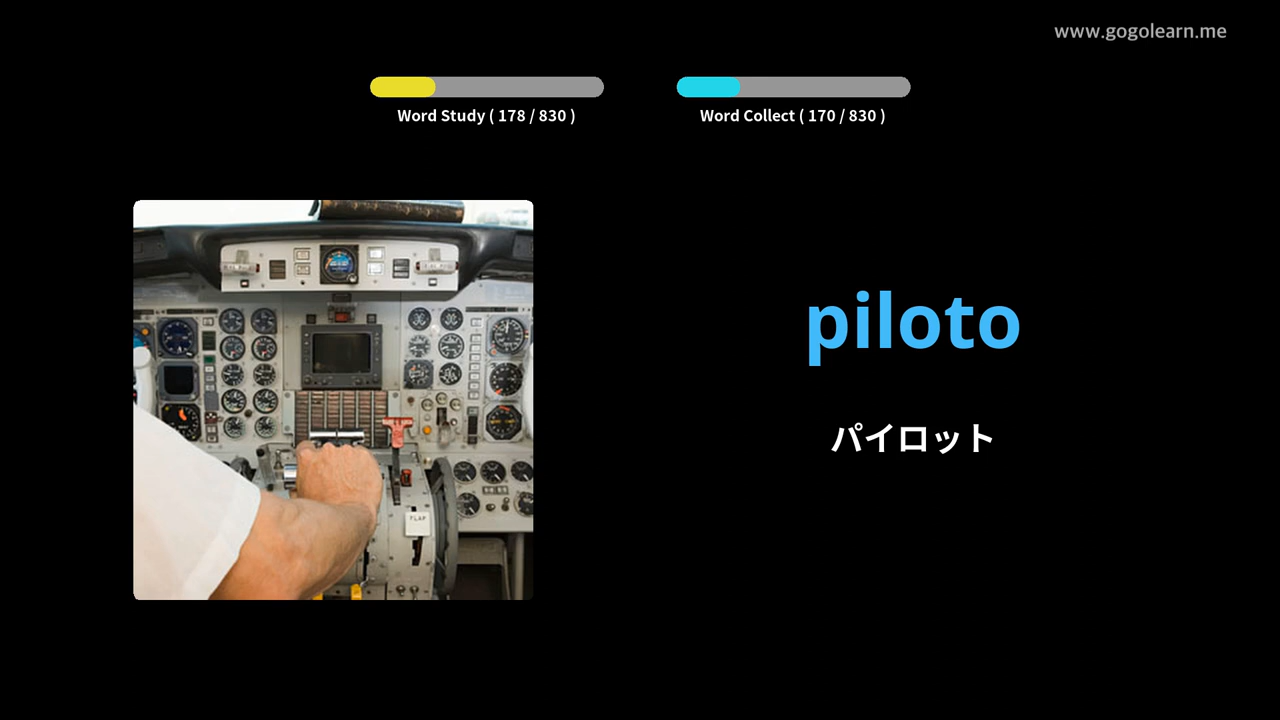 www.gogolearn.me
Word Study ( 178 / 830 )
Word Collect ( 170 / 830 )
piloto
パイロット
FLAP